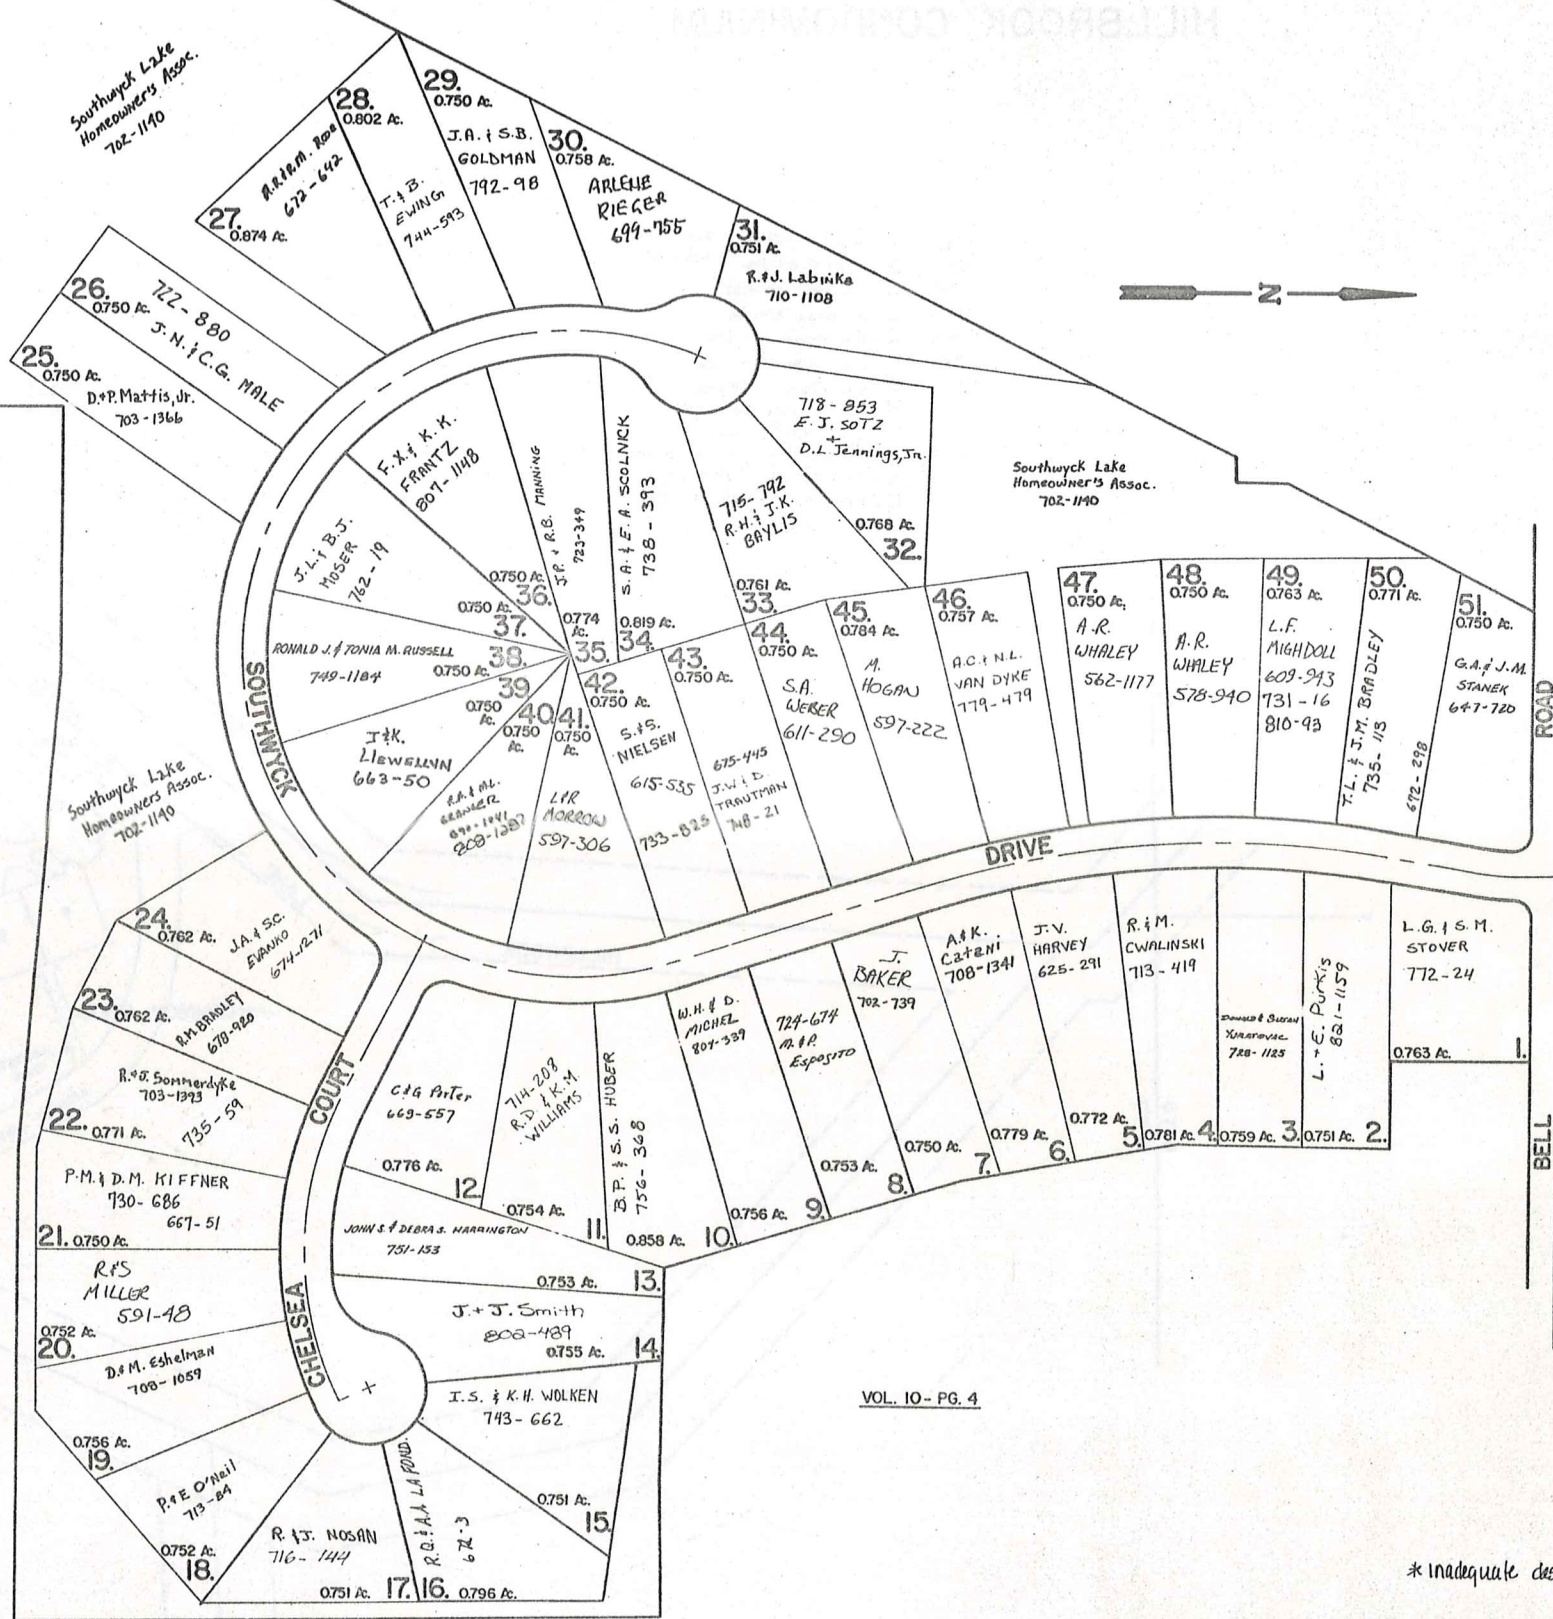 HILLBROOK CONDOMINIUM
Southwyck Lake
Homeowner's Assoc.
702-1140
29.
0.750 Ac.
J.A. & S.B.
GOLDMAN
792-98
28.
0.802 Ac.
T. & B.
EWING
744-593
30.
0.758 Ac.
ARLENE
RIEGER
699-755
27.
0.874 Ac.
672-642
31.
0.751 Ac.
R. & J. Labinka
710-1108
N
26.
0.750 Ac.
722-880
J.N. & C.G. MALE
25.
0.750 Ac.
D.+P. Mattis, Jr.
703-1366
F.X. & K.K.
FRANTZ
807-1148
0.750 Ac.
36.
J.P. & R.B. MANNING
723-349
0.774
Ac.
35.
S.A. & E.A. SCOLNICK
738-393
0.819 Ac.
34.
715-792
R.H. & J.K.
BAYLIS
0.761 Ac.
33.
718-853
E.J. SOTZ
+
D.L. Jennings, Jr.
0.768 Ac.
32.
Southwyck Lake
Homeowner's Assoc.
702-1140
J.L. & B.J.
MOSER
762-19
0.750 Ac.
37.
RONALD J. & TONIA M. RUSSELL
749-1184
38.
0.750 Ac.
39.
0.750
Ac.
J & K.
LLEWELLYN
663-50
40.
0.750
Ac.
41.
0.750
Ac.
L & R
MORROW
597-306
42.
0.750 Ac.
S. & S.
NIELSEN
615-535
733-825
43.
0.750 Ac.
675-445
J.W. & D.
TRAUTMAN
748-21
44.
0.750 Ac.
S.A.
WEBER
611-290
45.
0.784 Ac.
M.
HOGAN
597-222
46.
0.757 Ac.
A.C. & N.L.
VAN DYKE
779-479
47.
0.750 Ac.
A.R.
WHALEY
562-1177
48.
0.750 Ac.
A.R.
WHALEY
578-940
49.
0.763 Ac.
L.F.
MIGHDOLL
609-943
731-16
810-93
50.
0.771 Ac.
T.L. & J.M. BRADLEY
735-113
692-298
51.
0.750 Ac.
G.A. & J.M.
STANEK
647-720
SOUTHWYCK
DRIVE
BELL
ROAD
Southwyck Lake
Homeowners Assoc.
702-1140
24.
0.762 Ac.
J.A. & S.C.
EVANKO
674-1271
23.
0.762 Ac.
R.M. BRADLEY
678-920
R. & J. Sommerdyke
703-1393
735-59
22.
0.771 Ac.
P.M. & D.M. KIFFNER
730-686
667-51
21. 0.750 Ac.
R & S
MILLER
591-48
0.752 Ac.
20.
D. & M. Eshelman
708-1059
0.756 Ac.
19.
P. & E O'Neil
713-84
0.752 Ac.
18.
R. & J. NOSAN
716-144
0.751 Ac. 17.
R.Q. & A.A. LA FOND.
672-3
16. 0.796 Ac.
I.S. & K.H. WOLKEN
743-662
0.751 Ac.
15.
J. + J. Smith
802-489
0.755 Ac. 14.
JOHN S. & DEBRA S. HARRINGTON
751-153
0.753 Ac. 13.
CHELSEA
COURT
C & G Porter
669-557
0.776 Ac.
12.
714-208
R.D. & K.M.
WILLIAMS
0.754 Ac. 11.
B.P. & S.S. HUBER
756-368
0.858 Ac. 10.
W.H. & D.
MICHEL
804-339
0.756 Ac. 9.
724-674
M. & P.
Esposito
0.753 Ac. 8.
J.
BAKER
702-739
0.750 Ac. 7.
A. & K.
Catani
708-1341
0.779 Ac. 6.
J.V.
HARVEY
625-291
0.772 Ac. 5.
R. & M.
CWALINSKI
713-419
0.781 Ac. 4.
728-1125
0.759 Ac. 3.
L. + E. Purkis
821-1159
0.751 Ac. 2.
L.G. & S.M.
STOVER
772-24
0.763 Ac. 1.
VOL. 10 - PG. 4
* inadequate des